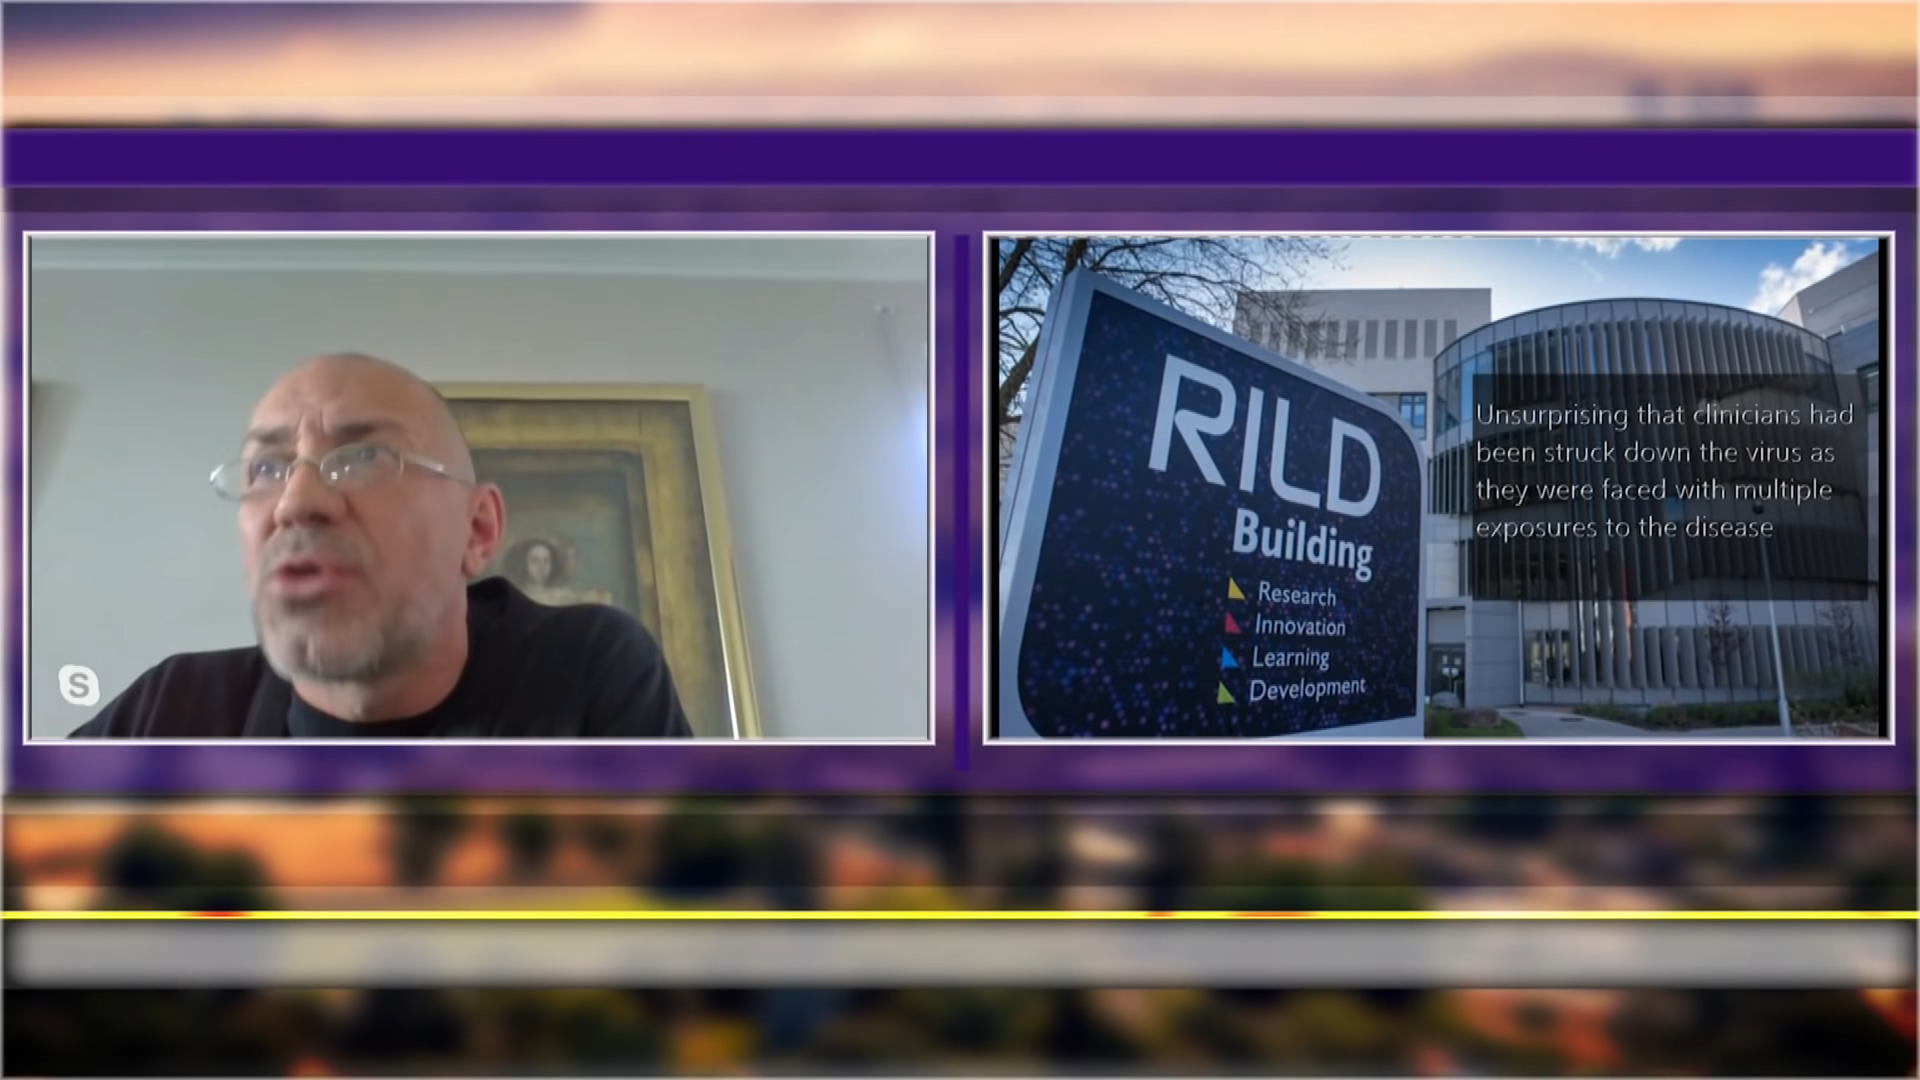 S
RILD
Building
Research
Innovation
Learning
Development
Unsurprising that clinicians had
been struck down the virus as
they were faced with multiple
exposures to the disease